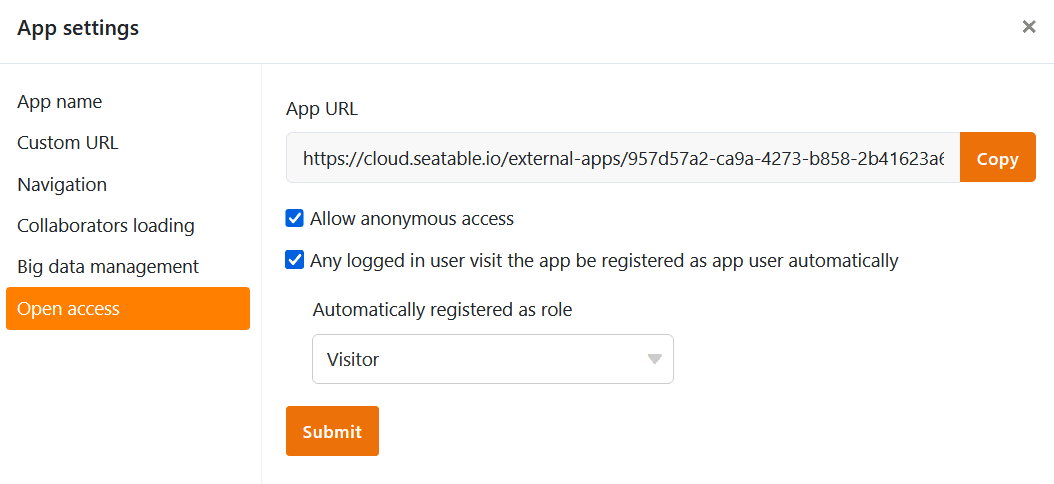 App settings
App name
Custom URL
Navigation
Collaborators loading
Big data management
Open access
App URL
https://cloud.seatable.io/external-apps/957d57a2-ca9a-4273-b858-2b41623a6
Copy
Allow anonymous access
Any logged in user visit the app be registered as app user automatically
Automatically registered as role
Visitor
Submit